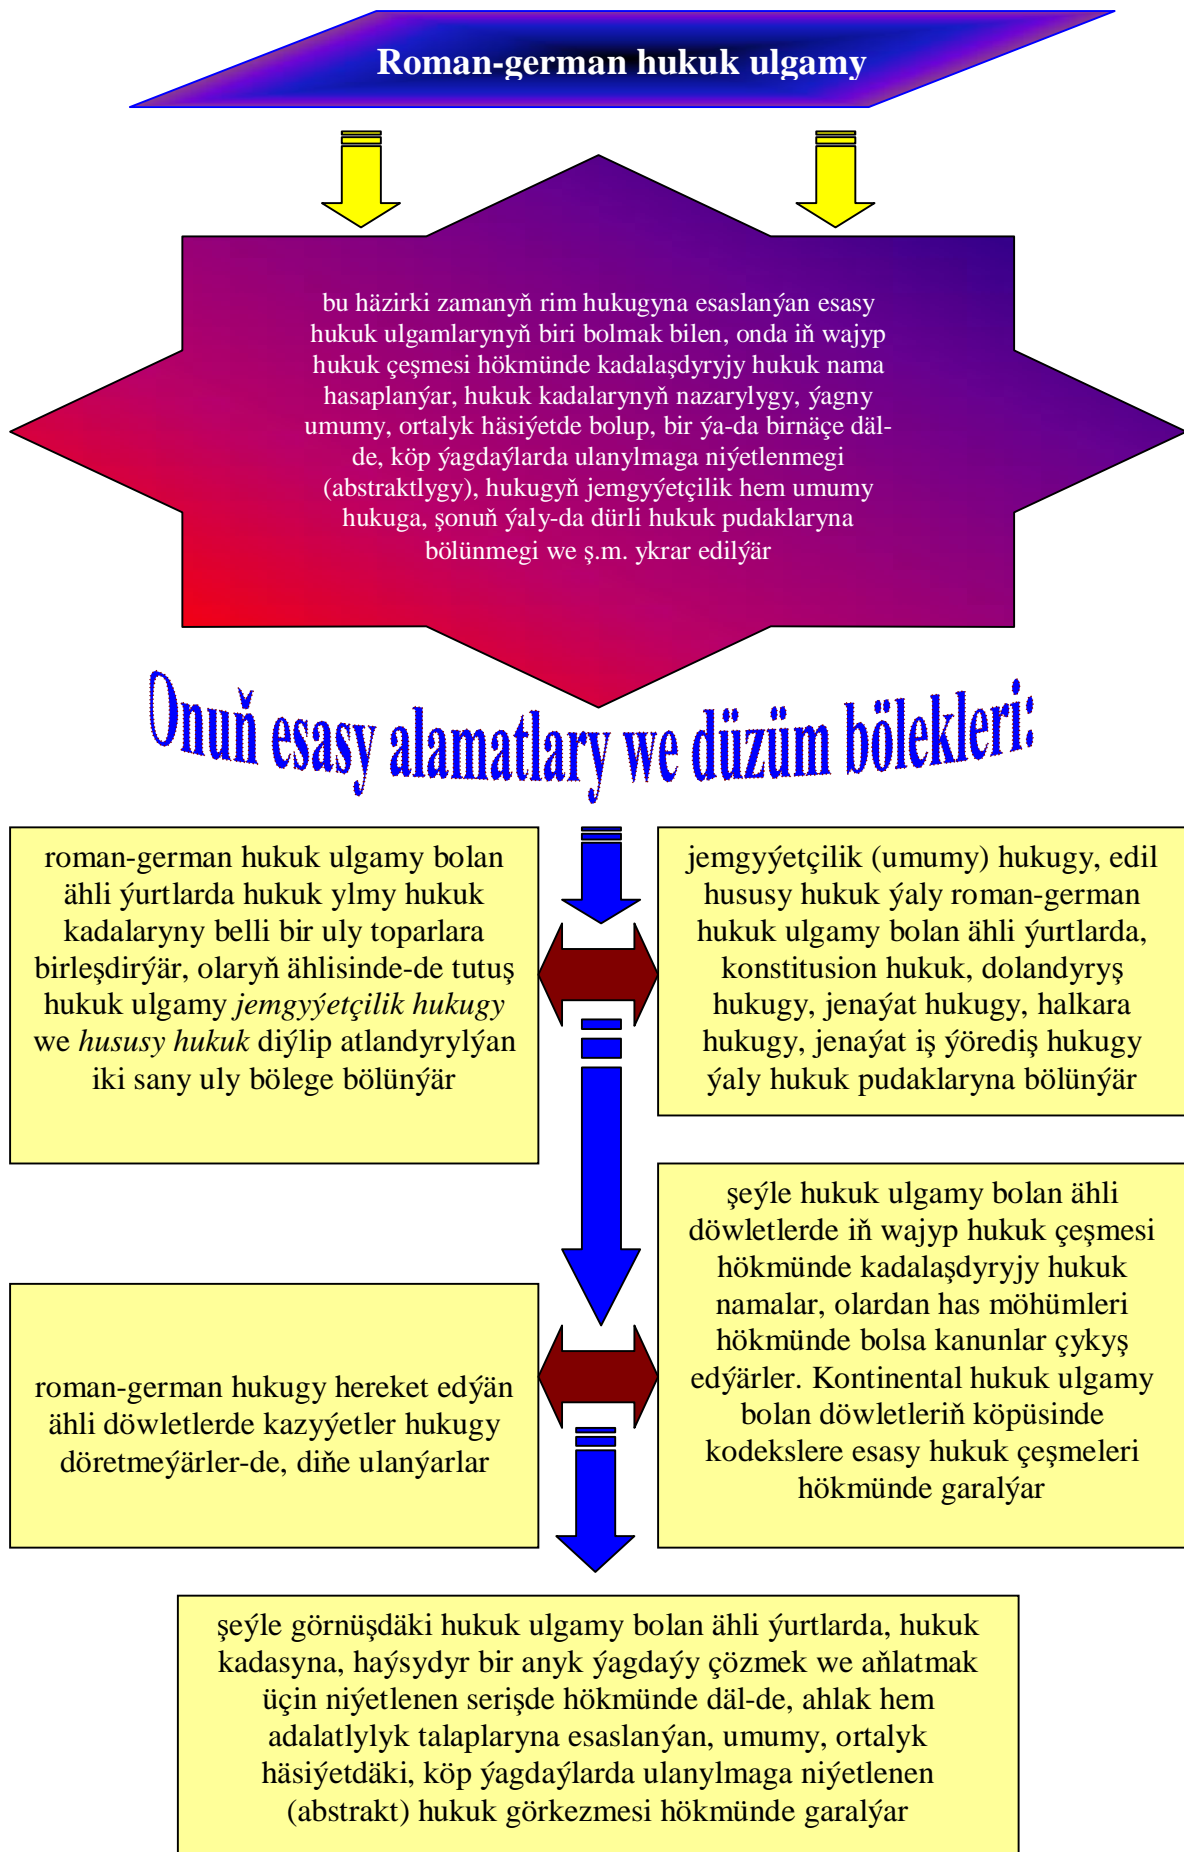 Roman-german hukuk ulgamy
bu häzirki zamanyň rim hukugyna esaslanýan esasy
hukuk ulgamlarynyň biri bolmak bilen, onda iň wajyp
hukuk çeşmesi hökmünde kadalaşdyryjy hukuk nama
hasaplanýar, hukuk kadalarynyň nazarylygy, ýagny
umumy, ortalyk häsiýetde bolup, bir ýa-da birnäçe däl-
de, köp ýagdaýlarda ulanylmaga niýetlenmegi
(abstraktlygy), hukugyň jemgyýetçilik hem umumy
hukuga, şonuň ýaly-da dürli hukuk pudaklaryna
bölünmegi we ş.m. ykrar edilýär
Onuň esasy alamatlary we düzüm bölekleri:
roman-german hukuk ulgamy bolan
ähli ýurtlarda hukuk ylmy hukuk
kadalaryny belli bir uly toparlara
birleşdirýär, olaryň ählisinde-de tutuş
hukuk ulgamy jemgyýetçilik hukugy
we hususy hukuk diýlip atlandyrylýan
iki sany uly bölege bölünýär
jemgyýetçilik (umumy) hukugy, edil
hususy hukuk ýaly roman-german
hukuk ulgamy bolan ähli ýurtlarda,
konstitusion hukuk, dolandyryş
hukugy, jenaýat hukugy, halkara
hukugy, jenaýat iş ýörediş hukugy
ýaly hukuk pudaklaryna bölünýär
roman-german hukugy hereket edýän
ähli döwletlerde kazyýetler hukugy
döretmeýärler-de, diňe ulanýarlar
şeýle hukuk ulgamy bolan ähli
döwletlerde iň wajyp hukuk çeşmesi
hökmünde kadalaşdyryjy hukuk
namalar, olardan has möhümleri
hökmünde bolsa kanunlar çykyş
edýärler. Kontinental hukuk ulgamy
bolan döwletleriň köpüsinde
kodekslere esasy hukuk çeşmeleri
hökmünde garalýar
şeýle görnüşdäki hukuk ulgamy bolan ähli ýurtlarda, hukuk
kadasyna, haýsydyr bir anyk ýagdaýy çözmek we aňlatmak
üçin niýetlenen serişde hökmünde däl-de, ahlak hem
adalatlylyk talaplaryna esaslanýan, umumy, ortalyk
häsiýetdäki, köp ýagdaýlarda ulanylmaga niýetlenen
(abstrakt) hukuk görkezmesi hökmünde garalýar